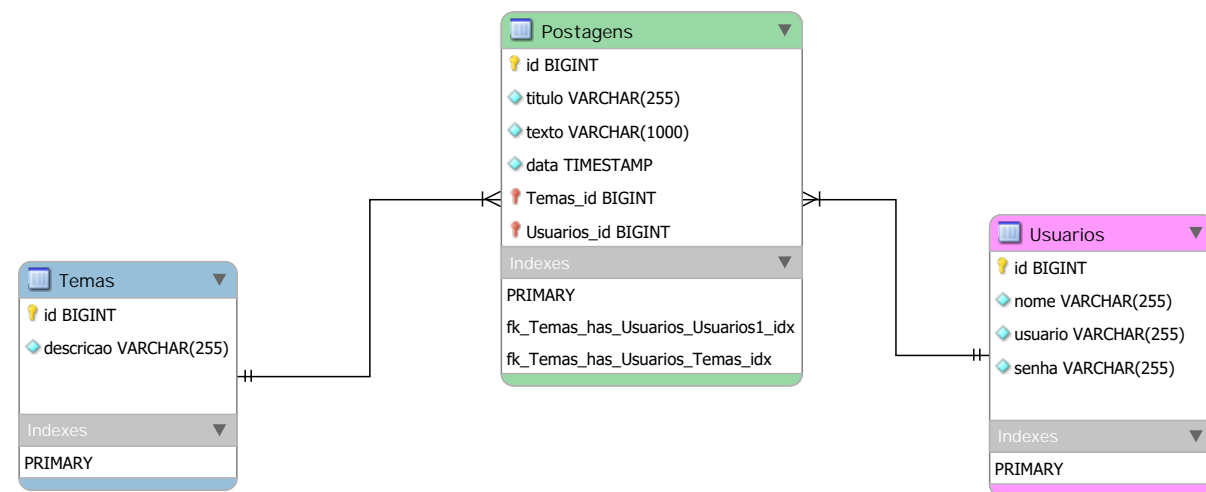 Postagens
id BIGINT
titulo VARCHAR(255)
texto VARCHAR(1000)
data TIMESTAMP
Temas_id BIGINT
Usuarios_id BIGINT
Indexes
PRIMARY
fk_Temas_has_Usuarios_Usuarios1_idx
fk_Temas_has_Usuarios_Temas_idx
Temas
id BIGINT
descricao VARCHAR(255)
Indexes
PRIMARY
Usuarios
id BIGINT
nome VARCHAR(255)
usuario VARCHAR(255)
senha VARCHAR(255)
Indexes
PRIMARY